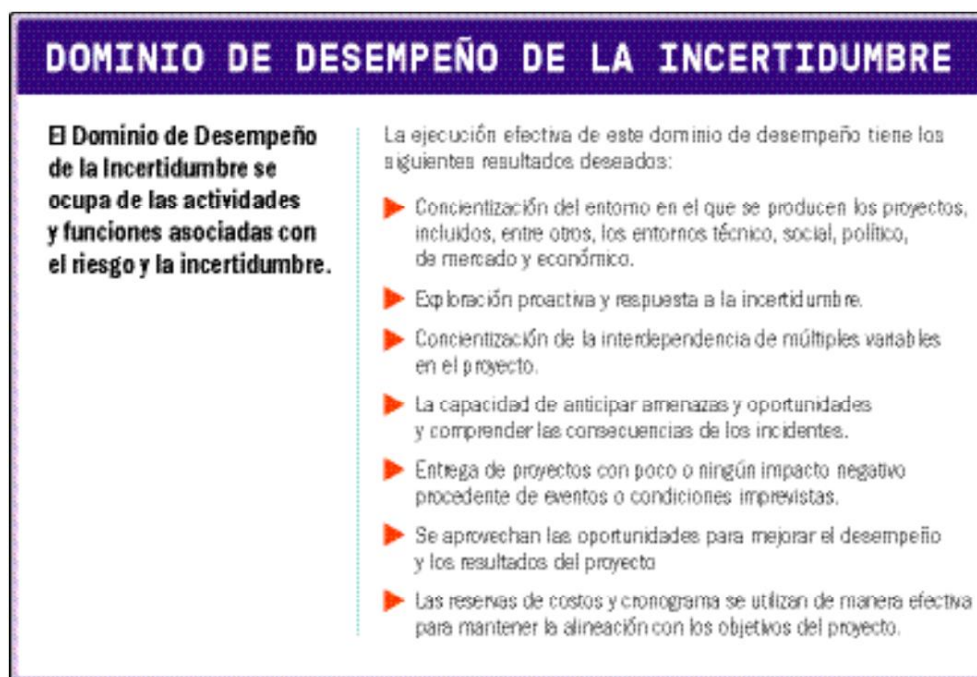 DOMINIO DE DESEMPEÑO DE LA INCERTIDUMBRE
El Dominio de Desempeño
de la Incertidumbre se
ocupa de las actividades
y funciones asociadas con
el riesgo y la incertidumbre.
La ejecución efectiva de este dominio de desempeño tiene los
siguientes resultados deseados:
Concientización del entorno en el que se producen los proyectos,
incluidos, entre otros, los entornos técnico, social, político,
de mercado y económico.
Exploración proactiva y respuesta a la incertidumbre.
Concientización de la interdependencia de múltiples variables
en el proyecto.
La capacidad de anticipar amenazas y oportunidades
y comprender las consecuencias de los incidentes.
Entrega de proyectos con poco o ningún impacto negativo
procedente de eventos o condiciones imprevistas.
Se aprovechan las oportunidades para mejorar el desempeño
y los resultados del proyecto
Las reservas de costos y cronograma se utilizan de manera efectiva
para mantener la alineación con los objetivos del proyecto.